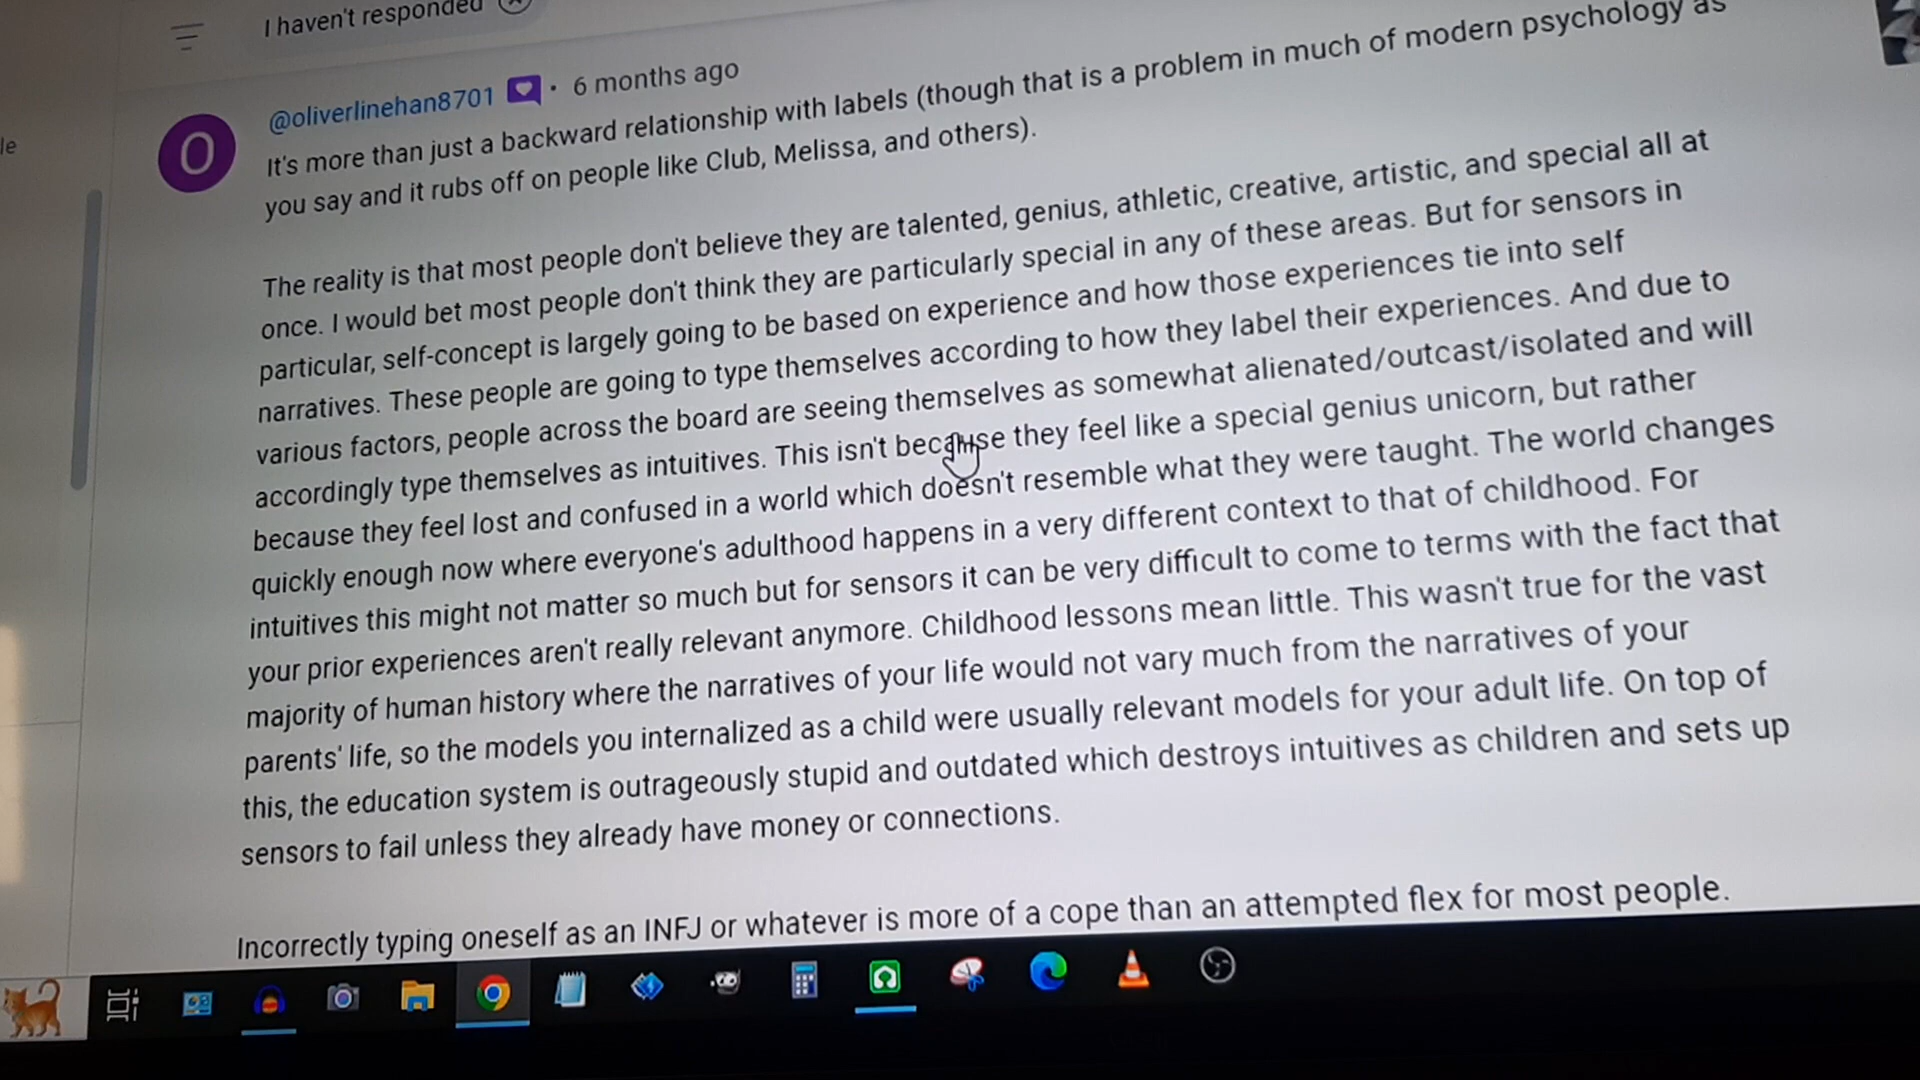 I haven't responded
le
@oliverlinehan8701 · 6 months ago
O
It's more than just a backward relationship with labels (though that is a problem in much of modern psychology as
you say and it rubs off on people like Club, Melissa, and others).
The reality is that most people don't believe they are talented, genius, athletic, creative, artistic, and special all at
once. I would bet most people don't think they are particularly special in any of these areas. But for sensors in
particular, self-concept is largely going to be based on experience and how those experiences tie into self
narratives. These people are going to type themselves according to how they label their experiences. And due to
various factors, people across the board are seeing themselves as somewhat alienated/outcast/isolated and will
accordingly type themselves as intuitives. This isn't because they feel like a special genius unicorn, but rather
because they feel lost and confused in a world which doesn't resemble what they were taught. The world changes
quickly enough now where everyone's adulthood happens in a very different context to that of childhood. For
intuitives this might not matter so much but for sensors it can be very difficult to come to terms with the fact that
your prior experiences aren't really relevant anymore. Childhood lessons mean little. This wasn't true for the vast
majority of human history where the narratives of your life would not vary much from the narratives of your
parents' life, so the models you internalized as a child were usually relevant models for your adult life. On top of
this, the education system is outrageously stupid and outdated which destroys intuitives as children and sets up
sensors to fail unless they already have money or connections.
Incorrectly typing oneself as an INFJ or whatever is more of a cope than an attempted flex for most people.